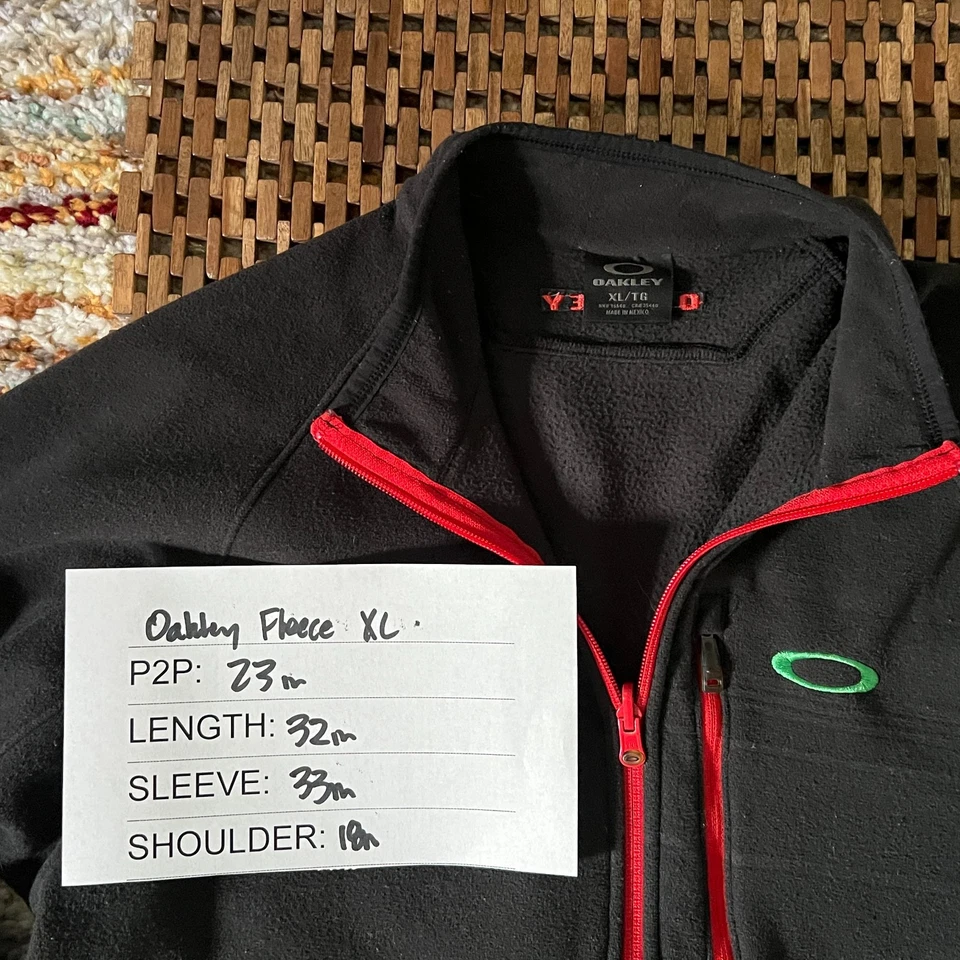 OAKLEY
XL/TG
MADE IN MEXICO
Oakley Fleece XL.
P2P: 23in
LENGTH: 32in
SLEEVE: 33in
SHOULDER: 18in